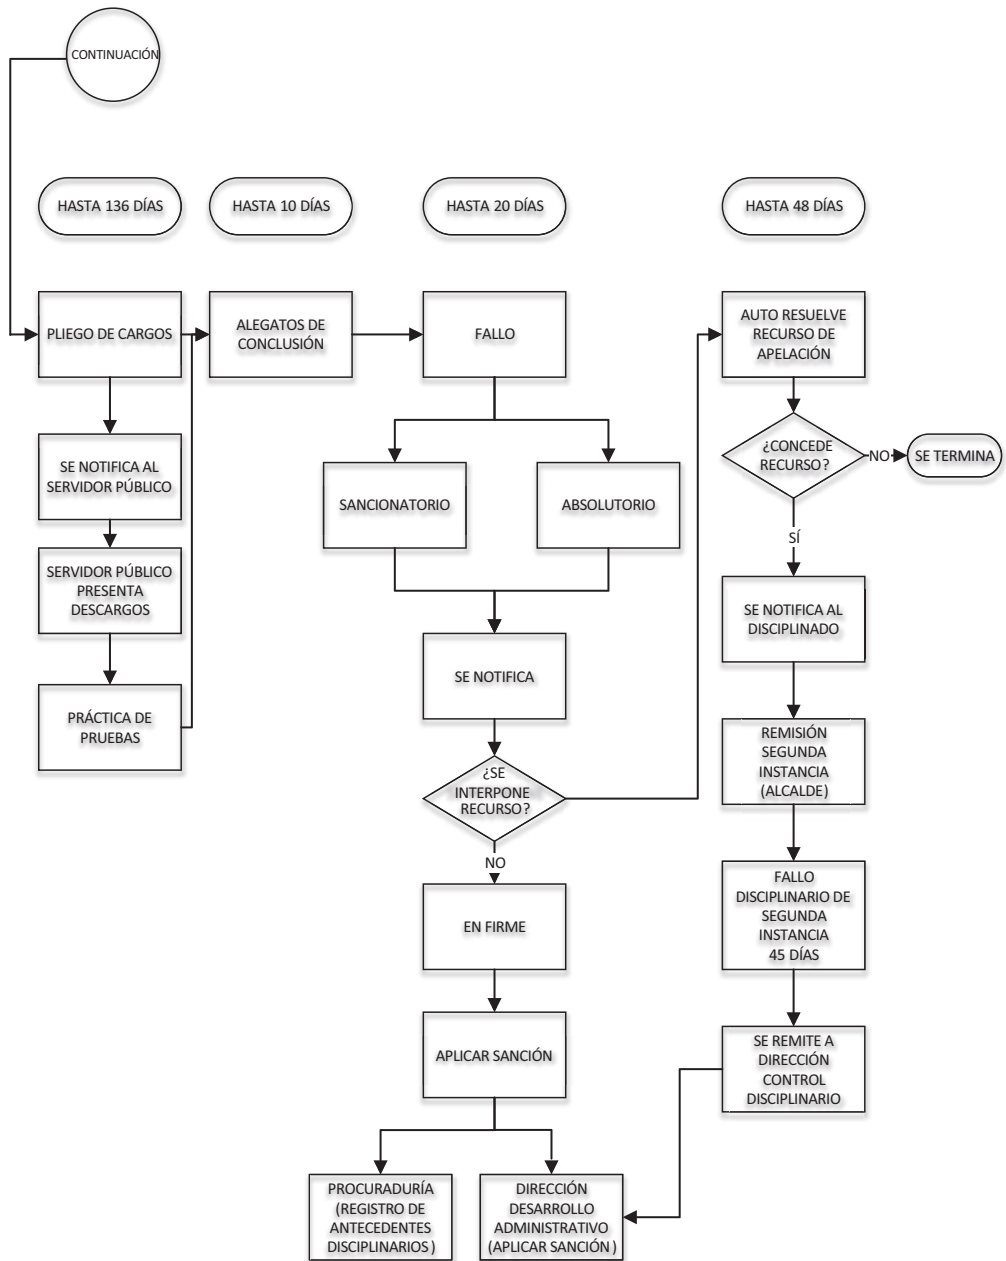 CONTINUACIÓN
HASTA 136 DÍAS
HASTA 10 DÍAS
HASTA 20 DÍAS
HASTA 48 DÍAS
PLIEGO DE CARGOS
ALEGATOS DE
CONCLUSIÓN
FALLO
AUTO RESUELVE
RECURSO DE
APELACIÓN
SE NOTIFICA AL
SERVIDOR PÚBLICO
SERVIDOR PÚBLICO
PRESENTA
DESCARGOS
PRÁCTICA DE
PRUEBAS
SANCIONATORIO
ABSOLUTORIO
SE NOTIFICA
¿SE
INTERPONE
RECURSO?
NO
EN FIRME
APLICAR SANCIÓN
PROCURADURÍA
(REGISTRO DE
ANTECEDENTES
DISCIPLINARIOS)
DIRECCIÓN
DESARROLLO
ADMINISTRATIVO
(APLICAR SANCIÓN)
¿CONCEDE
RECURSO?
NO
SE TERMINA
SÍ
SE NOTIFICA AL
DISCIPLINADO
REMISIÓN
SEGUNDA
INSTANCIA
(ALCALDE)
FALLO
DISCIPLINARIO DE
SEGUNDA
INSTANCIA
45 DÍAS
SE REMITE A
DIRECCIÓN
CONTROL
DISCIPLINARIO